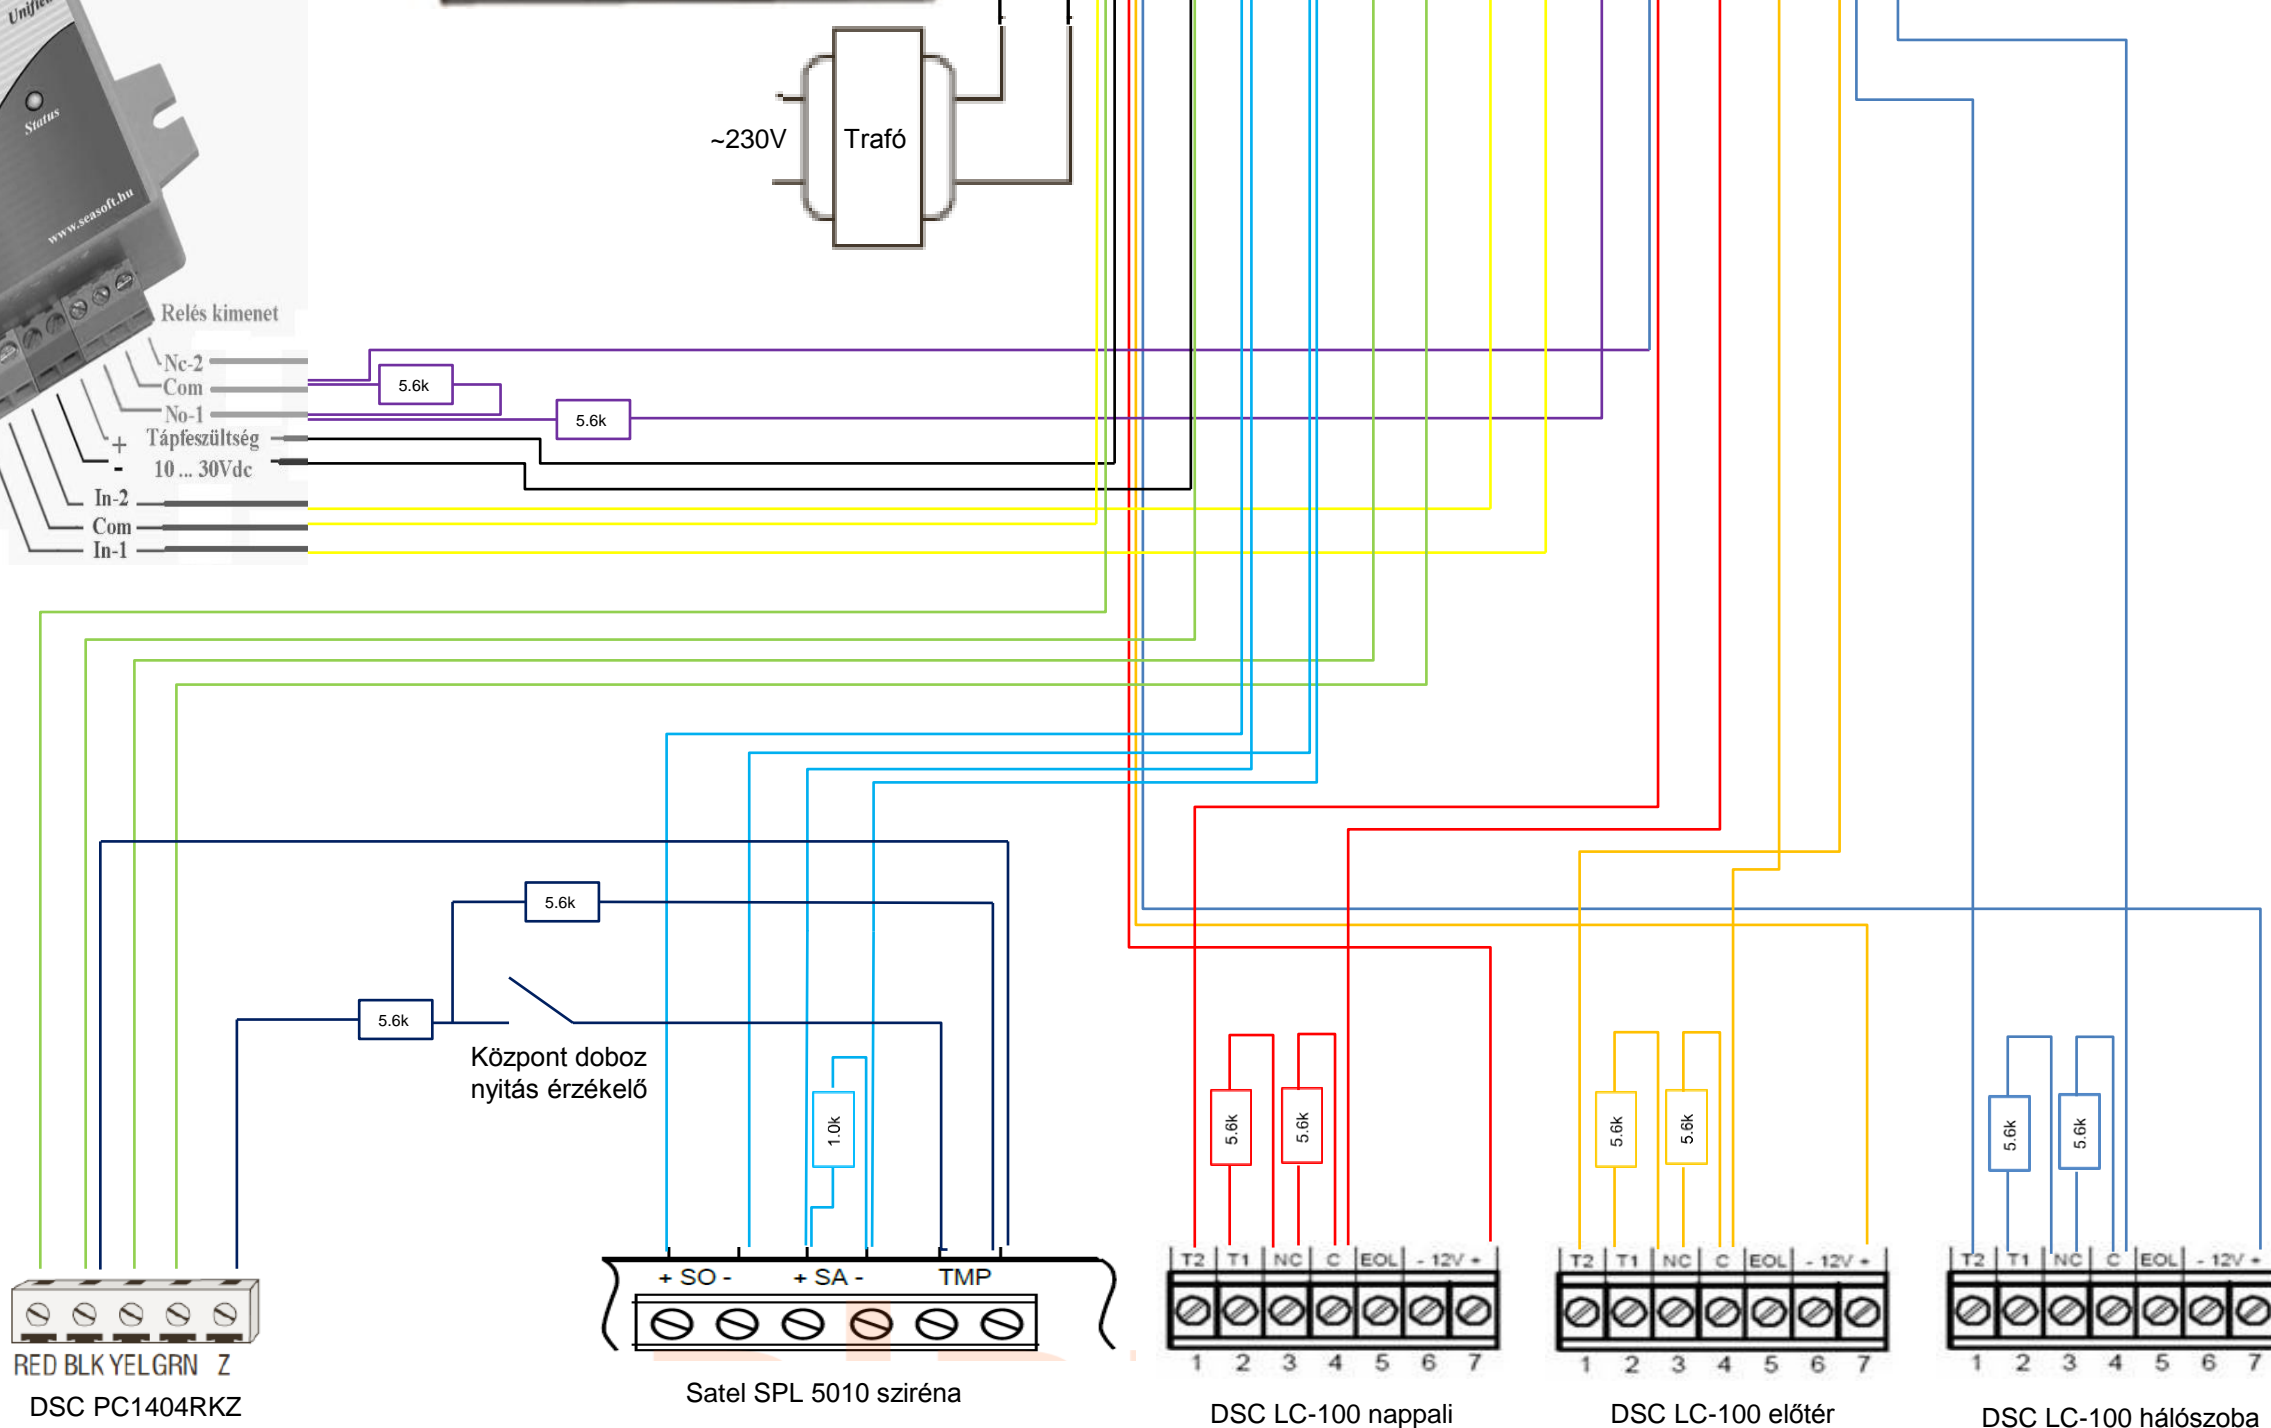 Status
www.seasoft.hu
~230V
Trafó
Relés kimenet
Nc-2
Com
No-1
+ Tápfeszültség
- 10 ... 30Vdc
In-2
Com
In-1
5.6k
5.6k
5.6k
5.6k
Központ doboz
nyitás érzékelő
1.0k
5.6k
5.6k
5.6k
5.6k
5.6k
5.6k
RED BLK YEL GRN Z
DSC PC1404RKZ
+ SO - + SA - TMP
Satel SPL 5010 sziréna
T2 T1 NC C EOL - 12V +
1 2 3 4 5 6 7
DSC LC-100 nappali
T2 T1 NC C EOL - 12V +
1 2 3 4 5 6 7
DSC LC-100 előtér
T2 T1 NC C EOL - 12V +
1 2 3 4 5 6 7
DSC LC-100 hálószoba